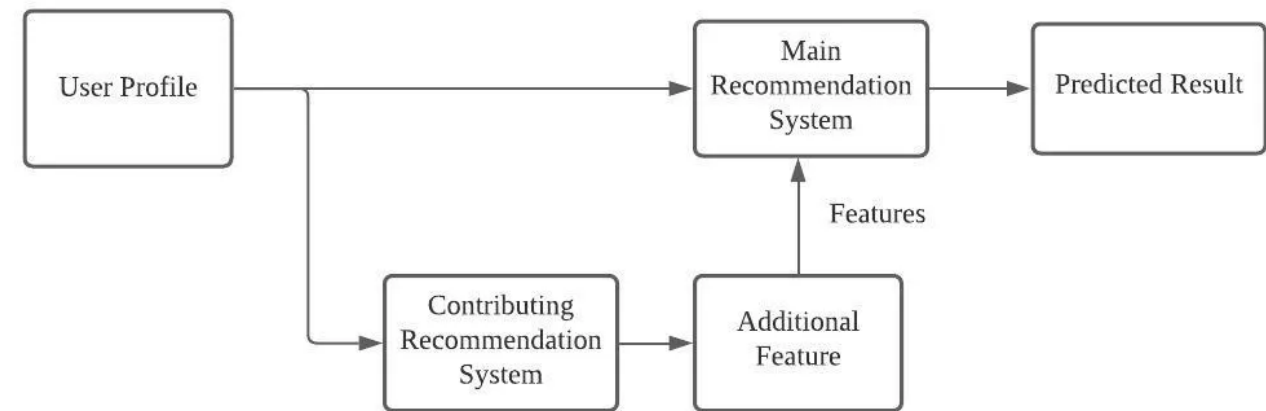 User Profile
Main
Recommendation
System
Predicted Result
Features
Contributing
Recommendation
System
Additional
Feature